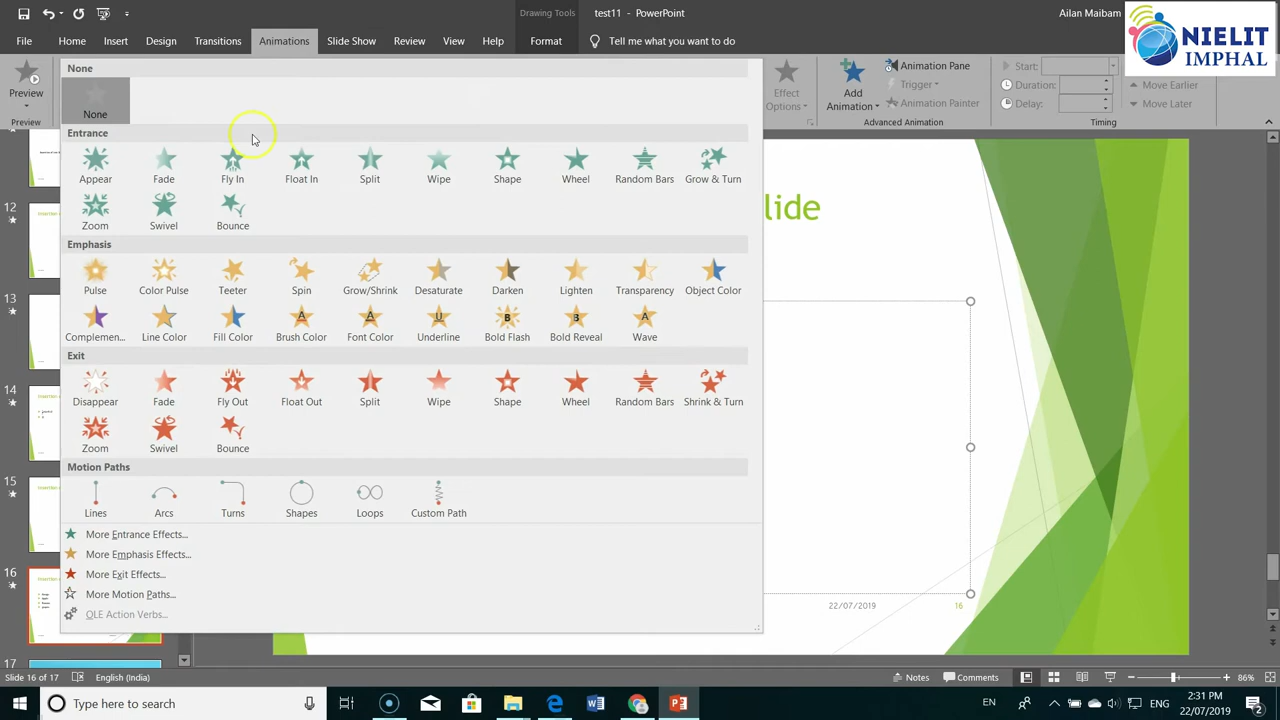 Drawing Tools
test11 – PowerPoint
Ailan Maibam
NIELIT
IMPHAL
File Home Insert Design Transitions Animations Slide Show Review View Help Format Tell me what you want to do
Preview
Preview
Effect
Options
Add
Animation
Animation Pane
Trigger
Animation Painter
Advanced Animation
Start:
Duration:
Delay:
Move Earlier
Move Later
Timing
None
None
Entrance
Appear Fade Fly In Float In Split Wipe Shape Wheel Random Bars Grow & Turn
Zoom Swivel Bounce
Emphasis
Pulse Color Pulse Teeter Spin Grow/Shrink Desaturate Darken Lighten Transparency Object Color
Complemen... Line Color Fill Color Brush Color Font Color Underline Bold Flash Bold Reveal Wave
Exit
Disappear Fade Fly Out Float Out Split Wipe Shape Wheel Random Bars Shrink & Turn
Zoom Swivel Bounce
Motion Paths
Lines Arcs Turns Shapes Loops Custom Path
More Entrance Effects...
More Emphasis Effects...
More Exit Effects...
More Motion Paths...
OLE Action Verbs...
12
13
14
15
16
17
lide
22/07/2019
16
Slide 16 of 17 English (India) Notes Comments 86%
Type here to search
EN
ENG
2:31 PM
22/07/2019
2